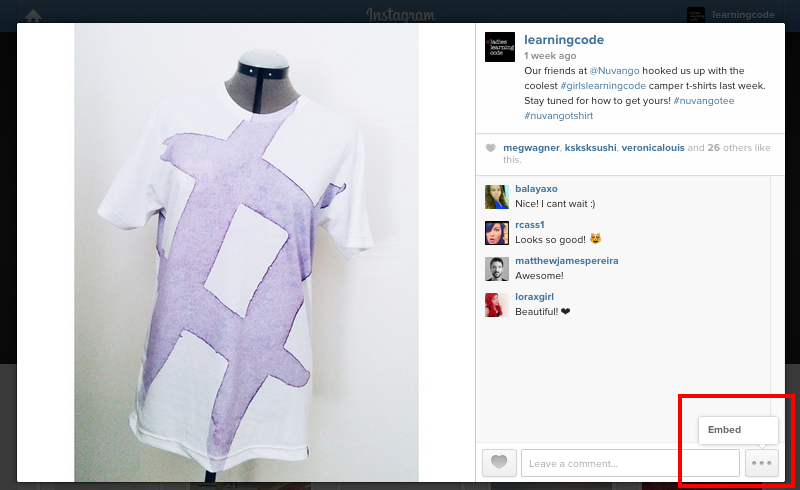 Instagram
learningcode
ladies
learning
code
learningcode
1 week ago
Our friends at @Nuvango hooked us up with the
coolest #girlslearningcode camper t-shirts last week.
Stay tuned for how to get yours! #nuvangotee
#nuvangotshirt
megwagner, ksksksushi, veronicalouis and 26 others like
this.
balayaxo
Nice! I cant wait :)
rcass1
Looks so good! 😻
matthewjamespereira
Awesome!
loraxgirl
Beautiful! ❤
Embed
Leave a comment...